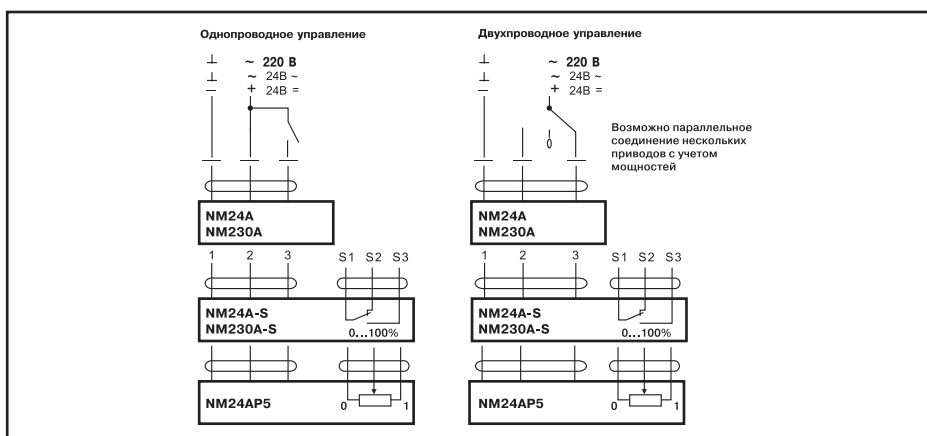 Однопроводное управление
~ 220 В
~ 24В ~
+ 24В =
NM24A
NM230A
1 2 3 S1 S2 S3
NM24A-S
NM230A-S
0...100%
NM24AP5
0 1
Двухпроводное управление
~ 220 В
~ 24В ~
+ 24В =
0
Возможно параллельное
соединение нескольких
приводов с учетом
мощностей
NM24A
NM230A
1 2 3 S1 S2 S3
NM24A-S
NM230A-S
0...100%
NM24AP5
0 1